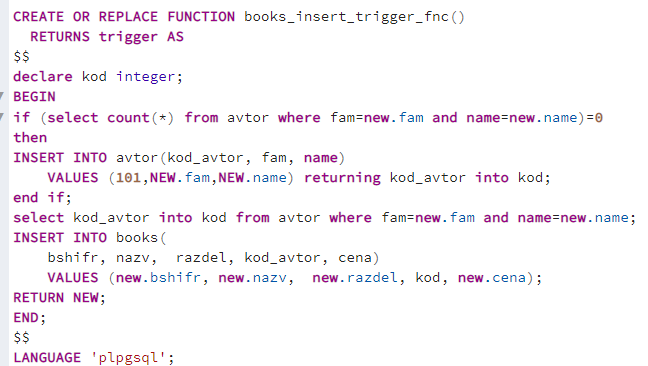 CREATE OR REPLACE FUNCTION books_insert_trigger_fnc()
  RETURNS trigger AS
$$
declare kod integer;
BEGIN
if (select count(*) from avtor where fam=new.fam and name=new.name)=0
then
INSERT INTO avtor(kod_avtor, fam, name)
    VALUES (101,NEW.fam,NEW.name) returning kod_avtor into kod;
end if;
select kod_avtor into kod from avtor where fam=new.fam and name=new.name;
INSERT INTO books(
    bshifr, nazv,  razdel, kod_avtor, cena)
    VALUES (new.bshifr, new.nazv,  new.razdel, kod, new.cena);
RETURN NEW;
END;
$$
LANGUAGE 'plpgsql';